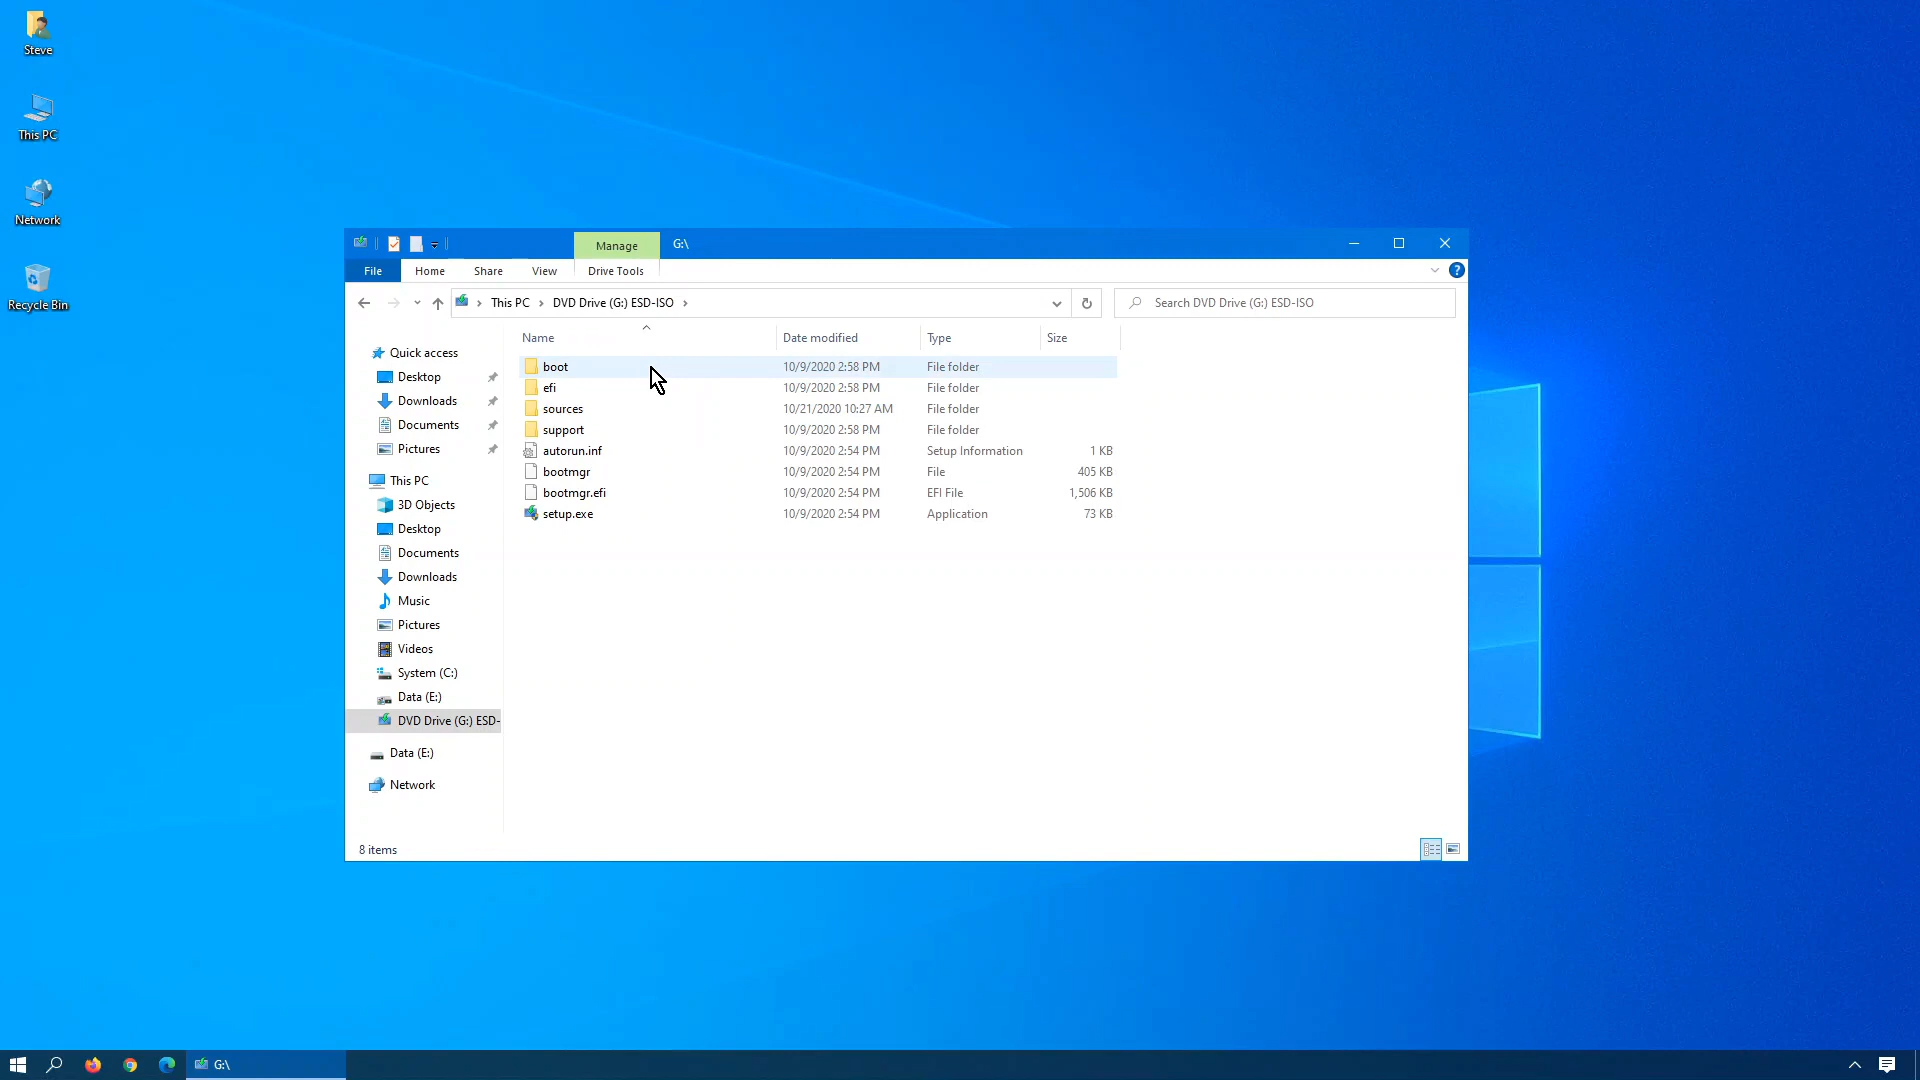 Steve
This PC
Network
Recycle Bin
Manage G:\
File Home Share View Drive Tools
This PC DVD Drive (G:) ESD-ISO Search DVD Drive (G:) ESD-ISO
Name Date modified Type Size
boot 10/9/2020 2:58 PM File folder
efi 10/9/2020 2:58 PM File folder
sources 10/21/2020 10:27 AM File folder
support 10/9/2020 2:58 PM File folder
autorun.inf 10/9/2020 2:54 PM Setup Information 1 KB
bootmgr 10/9/2020 2:54 PM File 405 KB
bootmgr.efi 10/9/2020 2:54 PM EFI File 1,506 KB
setup.exe 10/9/2020 2:54 PM Application 73 KB
Quick access
Desktop
Downloads
Documents
Pictures
This PC
3D Objects
Desktop
Documents
Downloads
Music
Pictures
Videos
System (C:)
Data (E:)
DVD Drive (G:) ESD-
Data (E:)
Network
8 items
G:\